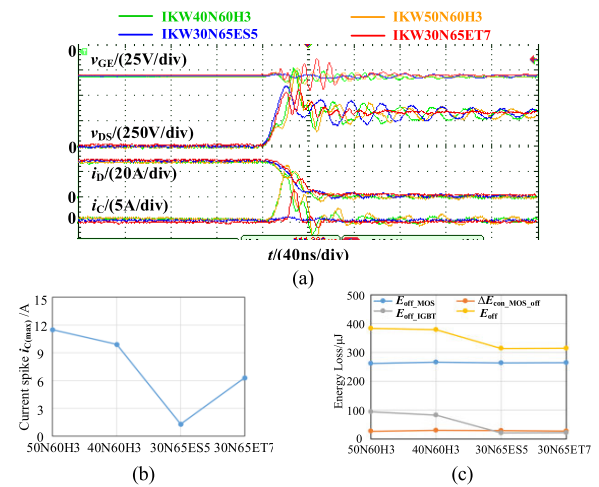 IKW40N60H3 IKW50N60H3
IKW30N65ES5 IKW30N65ET7
0
vGE/(25V/div)
vDS/(250V/div)
0
iD/(20A/div)
0
iC/(5A/div)
0
t/(40ns/div)
(a)
Current spike iC(max) /A
15
12
9
6
3
0
50N60H3 40N60H3 30N65ES5 30N65ET7
(b)
Energy Loss/μJ
500
400
300
200
100
0
Eoff_MOS ΔEcon_MOS_off
Eoff_IGBT Eoff
50N60H3 40N60H3 30N65ES5 30N65ET7
(c)